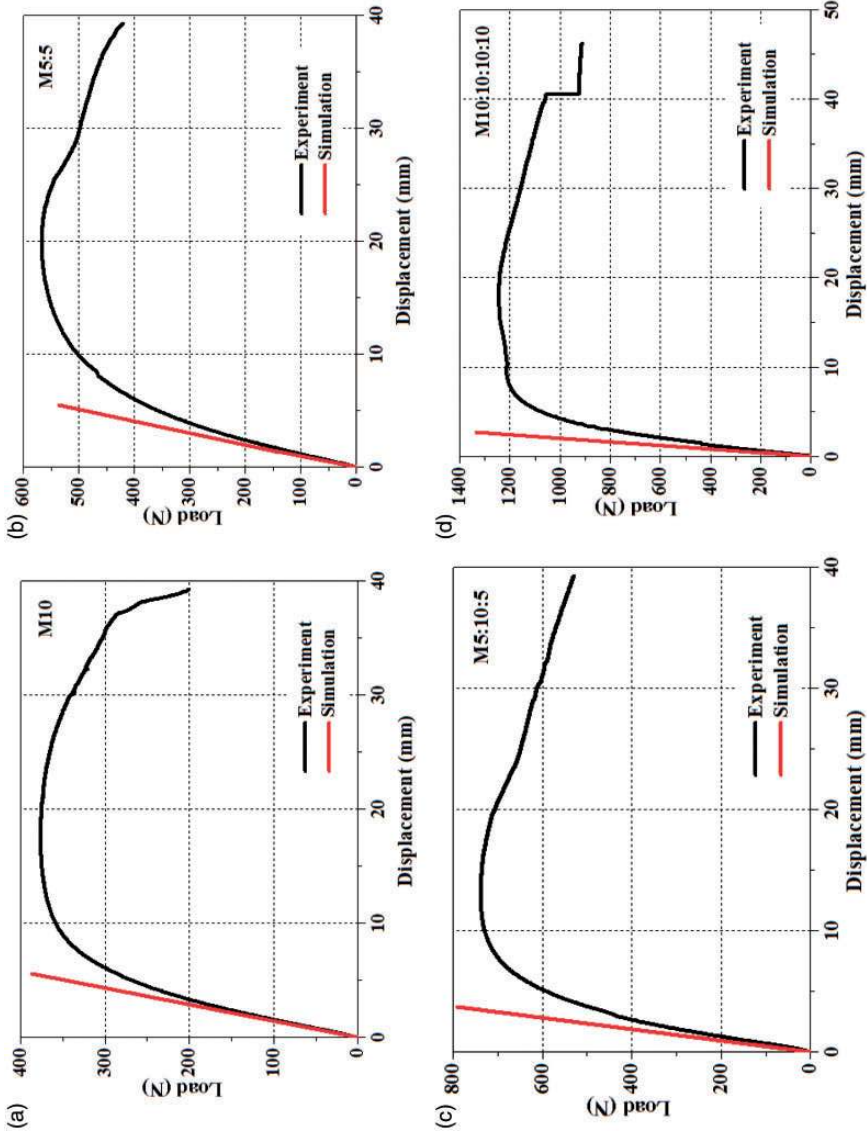 (a)
M10
400
300
200
100
0
Load (N)
0 10 20 30 40
Displacement (mm)
Experiment
Simulation
(b)
M5:5
600
500
400
300
200
100
0
Load (N)
0 10 20 30 40
Displacement (mm)
Experiment
Simulation
(c)
M5:10:5
800
600
400
200
0
Load (N)
0 10 20 30 40
Displacement (mm)
Experiment
Simulation
(d)
M10:10:10:10
1400
1200
1000
800
600
400
200
0
Load (N)
0 10 20 30 40 50
Displacement (mm)
Experiment
Simulation